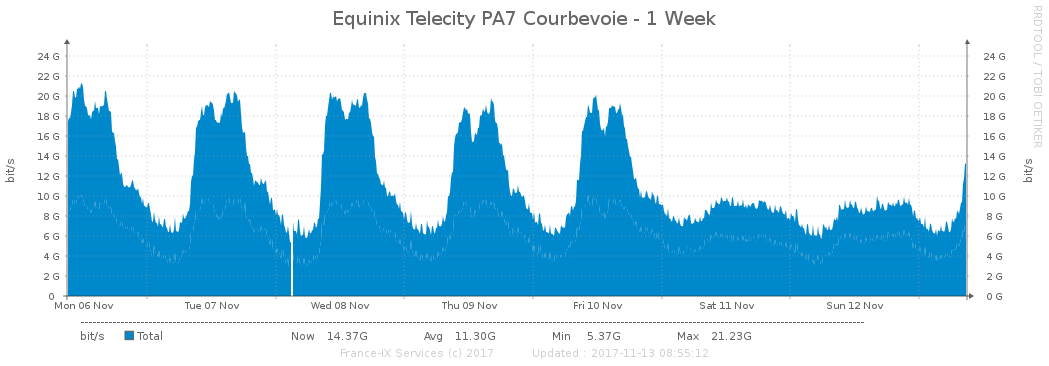 Equinix Telecity PA7 Courbevoie - 1 Week
RRDTOOL / TOBI OETIKER
24 G 24 G
22 G 22 G
20 G 20 G
18 G 18 G
16 G 16 G
14 G 14 G
12 G 12 G
10 G 10 G
8 G 8 G
6 G 6 G
4 G 4 G
2 G 2 G
0 0 G
bit/s
bit/s
Mon 06 Nov Tue 07 Nov Wed 08 Nov Thu 09 Nov Fri 10 Nov Sat 11 Nov Sun 12 Nov
bit/s Total Now 14.37G Avg 11.30G Min 5.37G Max 21.23G
France-IX Services (c) 2017 Updated : 2017-11-13 08:55:12